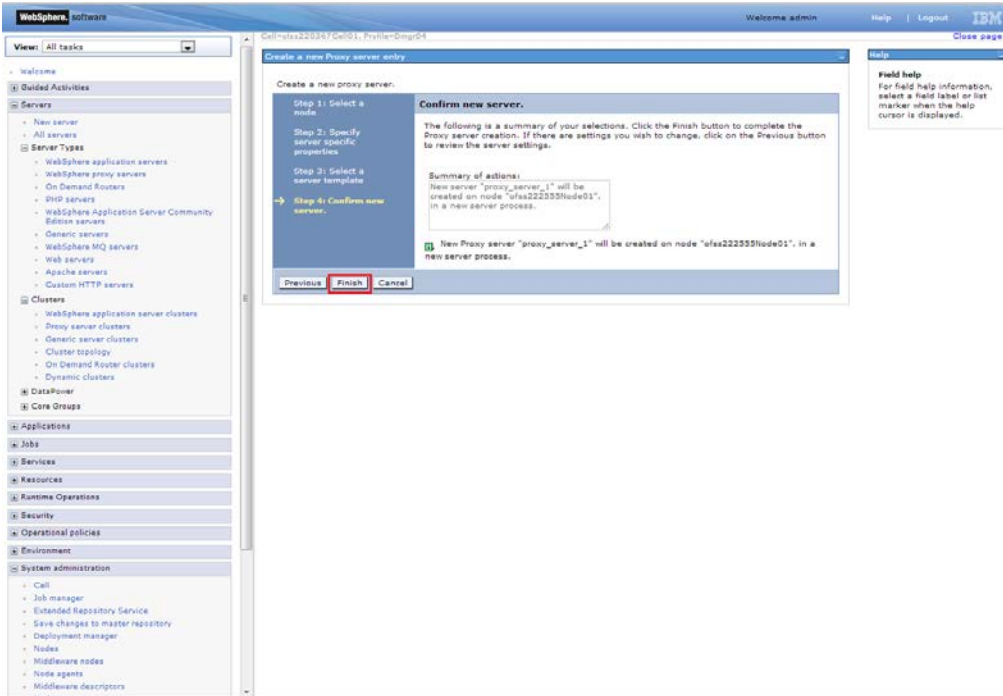 WebSphere. software
Welcome admin
Help | Logout
IBM
View: All tasks
Welcome
Guided Activities
Servers
New server
All servers
Server Types
WebSphere application servers
WebSphere proxy servers
On Demand Routers
PHP servers
WebSphere Application Server Community
Edition servers
Generic servers
WebSphere MQ servers
Web servers
Apache servers
Custom HTTP servers
Clusters
WebSphere application server clusters
Proxy server clusters
Generic server clusters
Cluster topology
On Demand Router clusters
Dynamic clusters
DataPower
Core Groups
Applications
Jobs
Services
Resources
Runtime Operations
Security
Operational policies
Environment
System administration
Cell
Job manager
Extended Repository Service
Save changes to master repository
Deployment manager
Nodes
Middleware nodes
Node agents
Middleware descriptors
Profile=Dmgr04
Close page
Create a new Proxy server entry
Create a new proxy server.
Step 1: Select a
node
Step 2: Specify
server specific
properties
Step 3: Select a
server template
Step 4: Confirm new
server.
Confirm new server.
The following is a summary of your selections. Click the Finish button to complete the
Proxy server creation. If there are settings you wish to change, click on the Previous button
to review the server settings.
Summary of actions:
New server "proxy_server_1" will be
created on node "ofss222555Node01",
in a new server process.
New Proxy server "proxy_server_1" will be created on node "ofss222555Node01", in a
new server process.
Previous
Finish
Cancel
Help
Field help
For field help information,
select a field label or list
marker when the help
cursor is displayed.